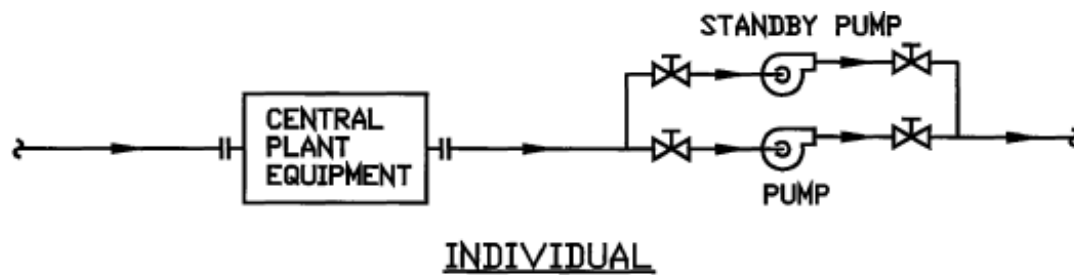 STANDBY PUMP
CENTRAL
PLANT
EQUIPMENT
PUMP
INDIVIDUAL